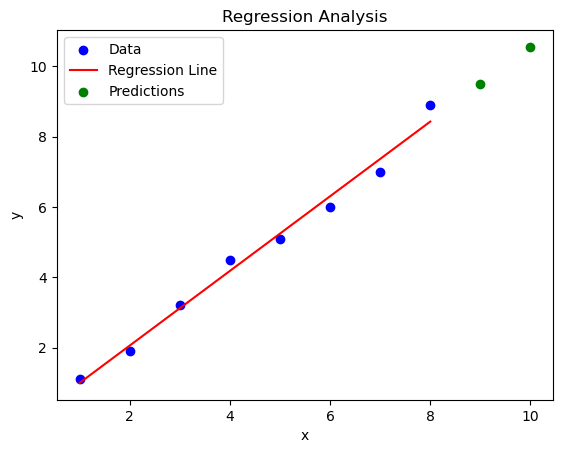 Regression Analysis
Data
Regression Line
Predictions
10
8
6
4
2
y
2
4
6
8
10
x